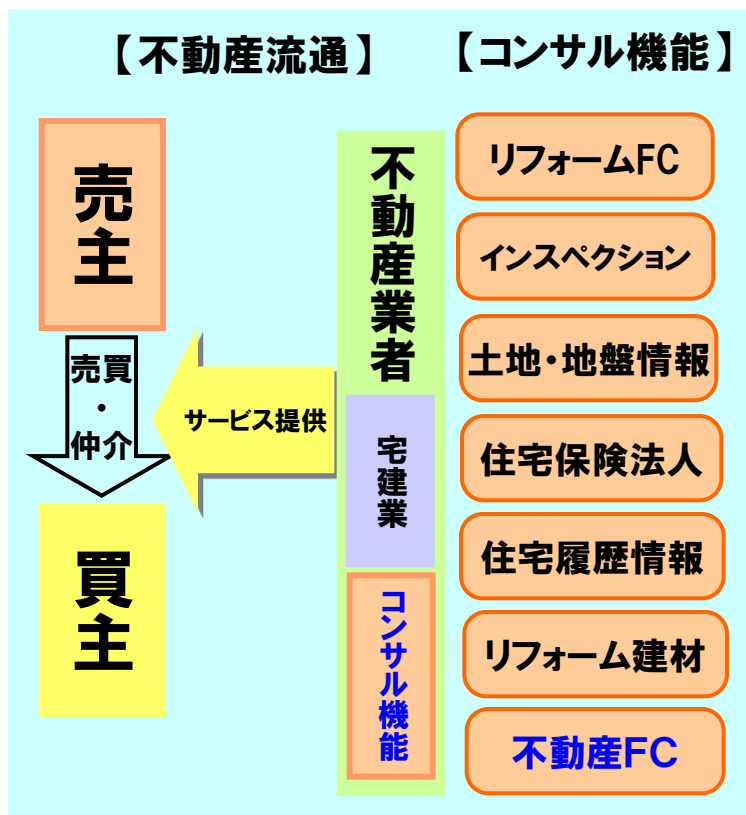 【不動産流通】
【コンサル機能】
売主
売買
・
仲介
買主
サービス提供
不動産業者
宅建業
コンサル機能
リフォームFC
インスペクション
土地・地盤情報
住宅保険法人
住宅履歴情報
リフォーム建材
不動産FC